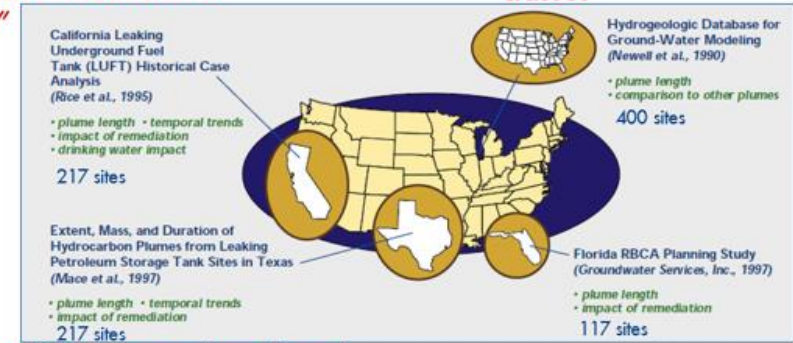 California Leaking
Underground Fuel
Tank (LUFT) Historical Case
Analysis
(Rice et al., 1995)
• plume length • temporal trends
• impact of remediation
• drinking water impact
217 sites
Hydrogeologic Database for
Ground-Water Modeling
(Newell et al., 1990)
• plume length
• comparison to other plumes
400 sites
Extent, Mass, and Duration of
Hydrocarbon Plumes from Leaking
Petroleum Storage Tank Sites in Texas
(Mace et al., 1997)
• plume length • temporal trends
• impact of remediation
217 sites
Florida RBCA Planning Study
(Groundwater Services, Inc., 1997)
• plume length
• impact of remediation
117 sites